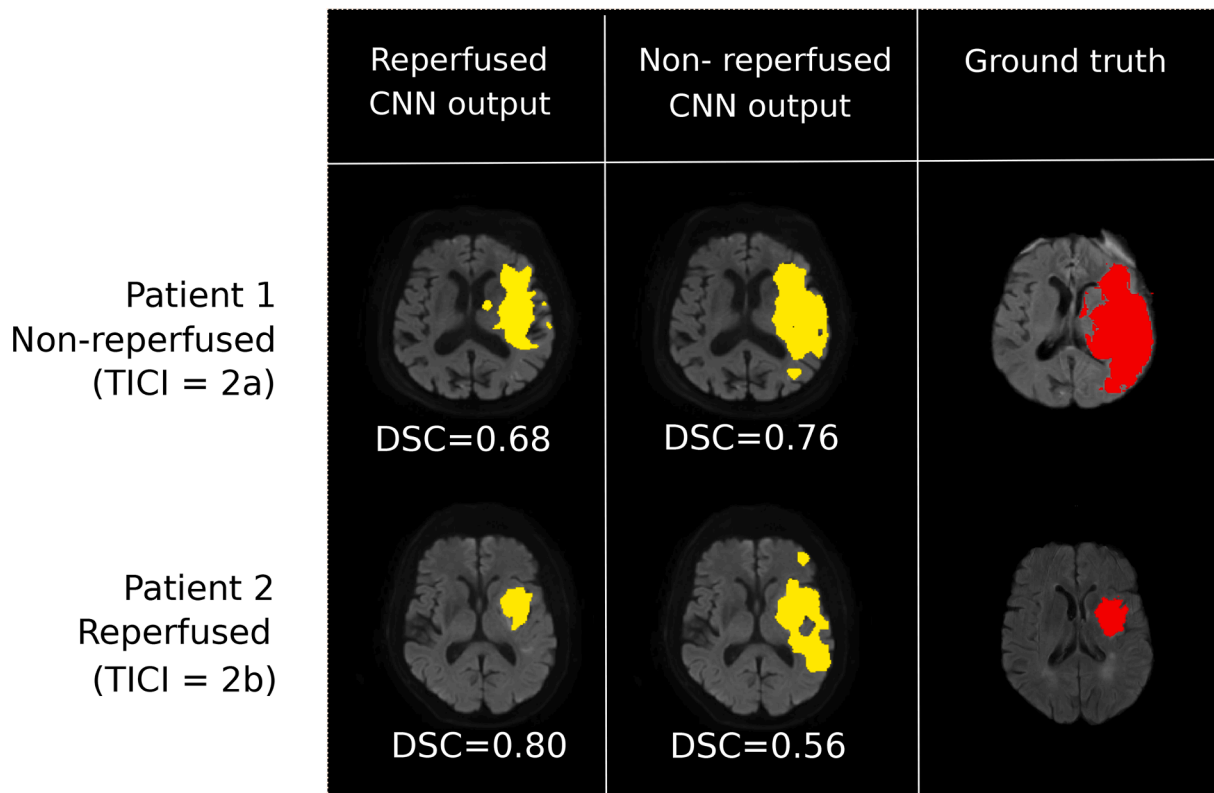 Reperfused
CNN output
Non- reperfused
CNN output
Ground truth
Patient 1
Non-reperfused
(TICI = 2a)
DSC=0.68
DSC=0.76
Patient 2
Reperfused
(TICI = 2b)
DSC=0.80
DSC=0.56